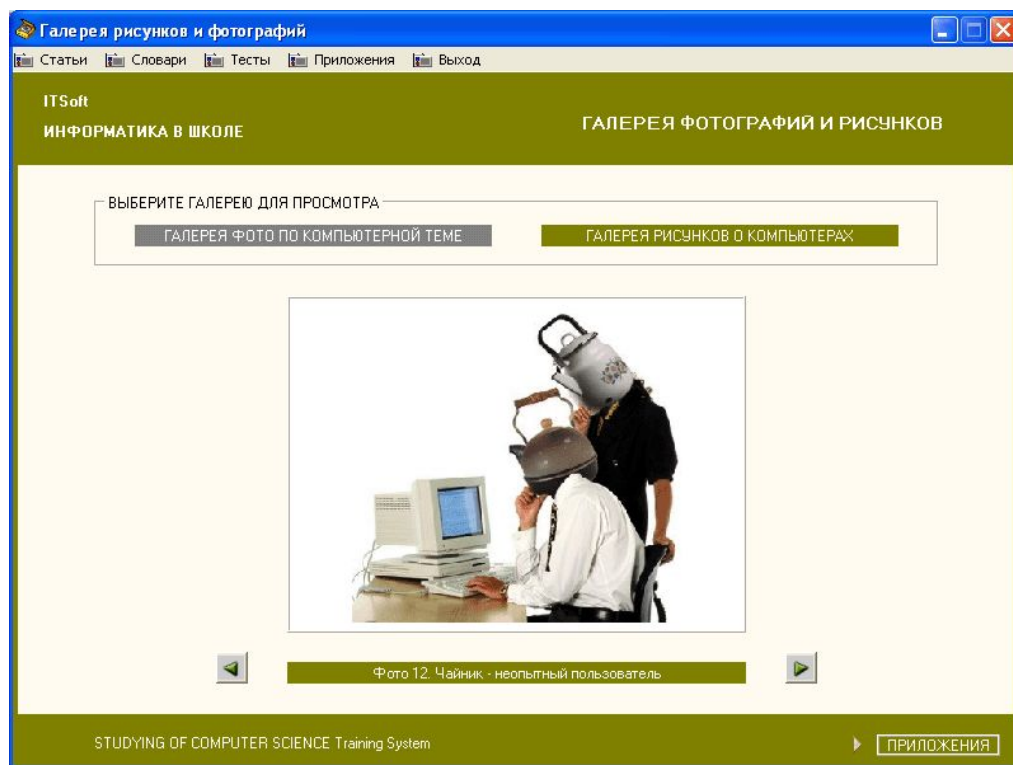 Галерея рисунков и фотографий
Статьи Словари Тесты Приложения Выход
ITSoft
ИНФОРМАТИКА В ШКОЛЕ
ГАЛЕРЕЯ ФОТОГРАФИЙ И РИСУНКОВ
ВЫБЕРИТЕ ГАЛЕРЕЮ ДЛЯ ПРОСМОТРА
ГАЛЕРЕЯ ФОТО ПО КОМПЬЮТЕРНОЙ ТЕМЕ
ГАЛЕРЕЯ РИСУНКОВ О КОМПЬЮТЕРАХ
Фото 12. Чайник - неопытный пользователь
STUDYING OF COMPUTER SCIENCE Training System
ПРИЛОЖЕНИЯ